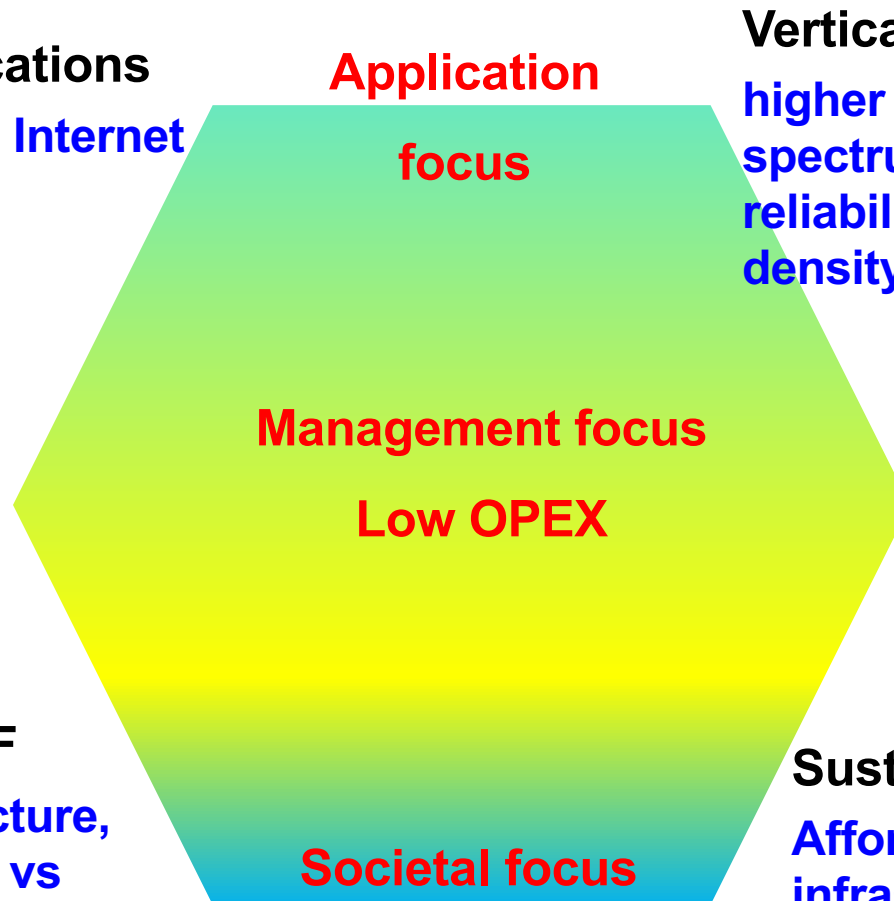 cations
Internet
Application
focus
Vertica
higher
spectru
reliabil
density
Management focus
Low OPEX
F
cture,
vs
Societal focus
Sust
Affor
infra